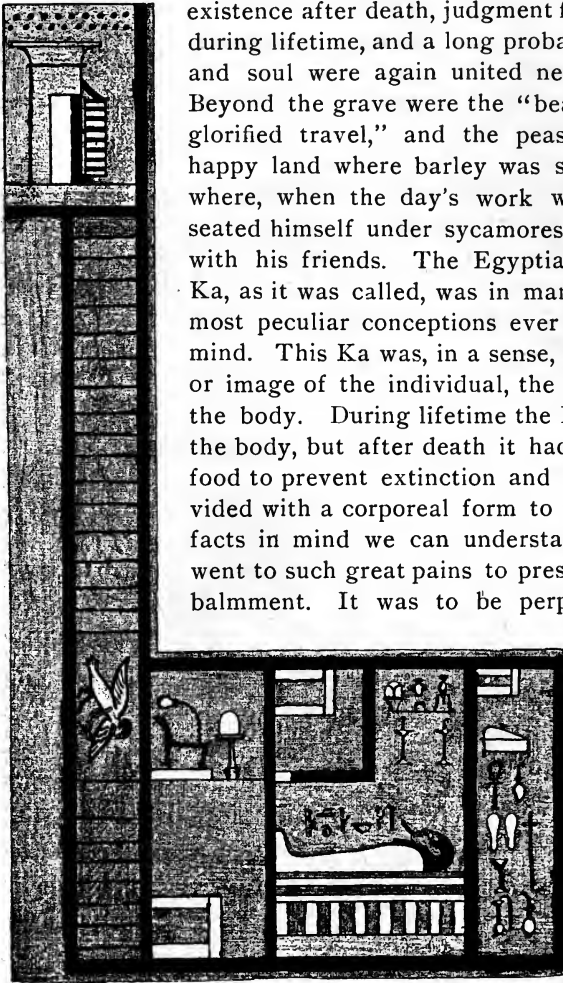 existence after death, judgment f
during lifetime, and a long proba
and soul were again united ne
Beyond the grave were the “bea
glorified travel,” and the peas
happy land where barley was s
where, when the day's work w
seated himself under sycamores
with his friends. The Egyptia
Ka, as it was called, was in man
most peculiar conceptions ever
mind. This Ka was, in a sense,
or image of the individual, the
the body. During lifetime the
the body, but after death it had
food to prevent extinction and
vided with a corporeal form to
facts in mind we can understa
went to such great pains to pres
balmment. It was to be perp